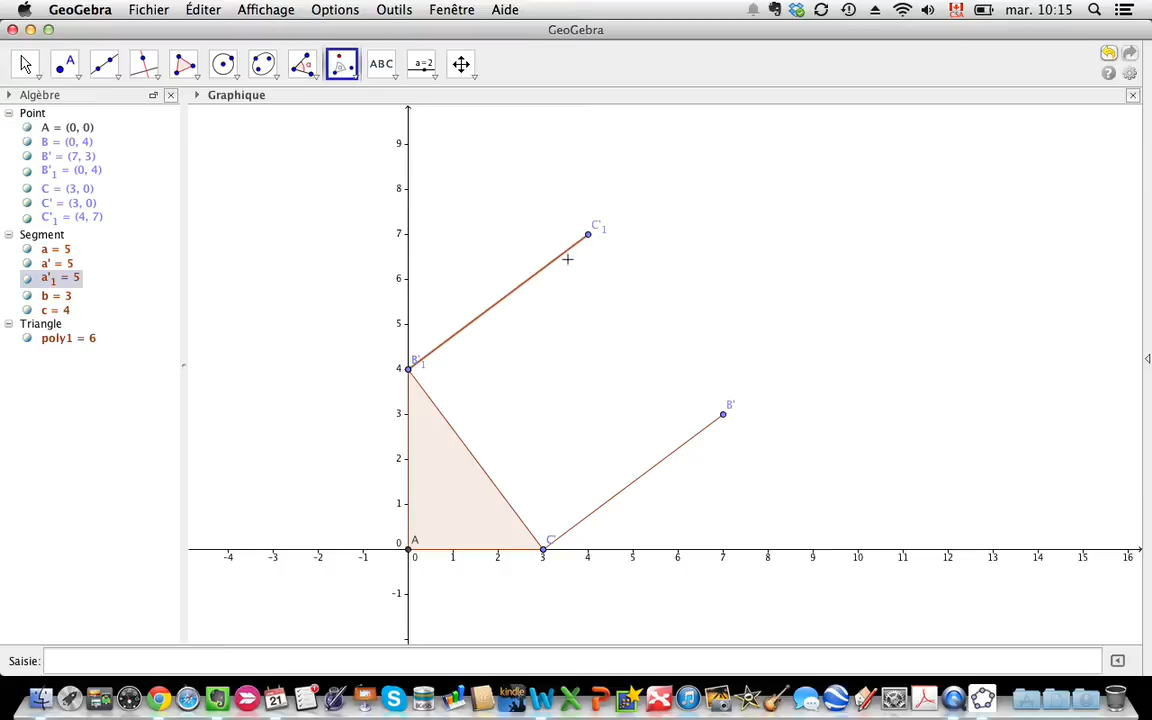 GeoGebra Fichier Éditer Affichage Options Outils Fenêtre Aide CSA mar. 10:15
GeoGebra
A α ABC a=2
Algèbre Graphique
Point
A = (0, 0)
B = (0, 4)
B' = (7, 3)
B'1 = (0, 4)
C = (3, 0)
C' = (3, 0)
C'1 = (4, 7)
Segment
a = 5
a' = 5
a'1 = 5
b = 3
c = 4
Triangle
poly1 = 6
9
8
C'1
7
6
5
B'1
4
B'
3
2
1
A C'
0
-4 -3 -2 -1 0 1 2 3 4 5 6 7 8 9 10 11 12 13 14 15 16
-1
Saisie:
21 kindle